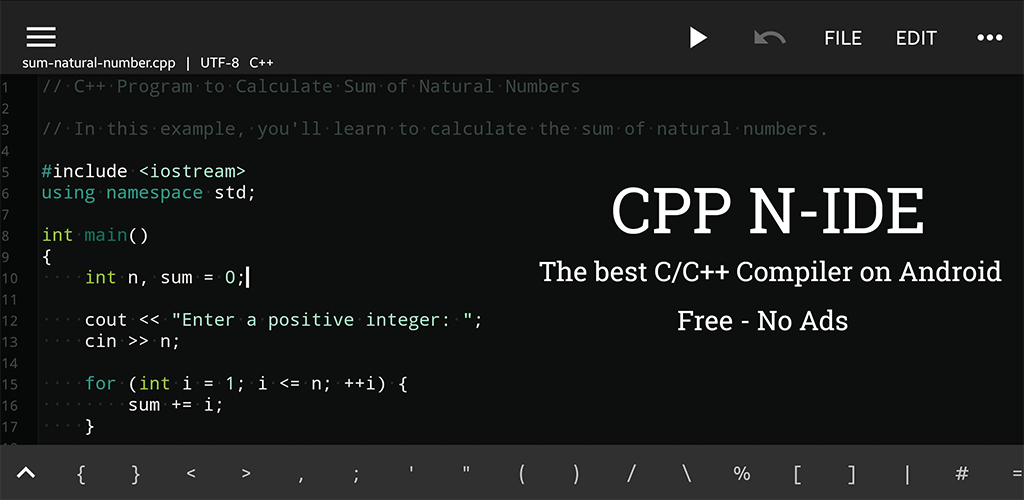 FILE EDIT
sum-natural-number.cpp | UTF-8 C++
1 // C++ Program to Calculate Sum of Natural Numbers
2
3 // In this example, you'll learn to calculate the sum of natural numbers.
4
5 #include <iostream>
6 using namespace std;
7
8 int main()
9 {
10     int n, sum = 0;
11
12     cout << "Enter a positive integer: ";
13     cin >> n;
14
15     for (int i = 1; i <= n; ++i) {
16         sum += i;
17     }
CPP N-IDE
The best C/C++ Compiler on Android
Free - No Ads
{ } < > , ; ' " ( ) / \ % [ ] | # =